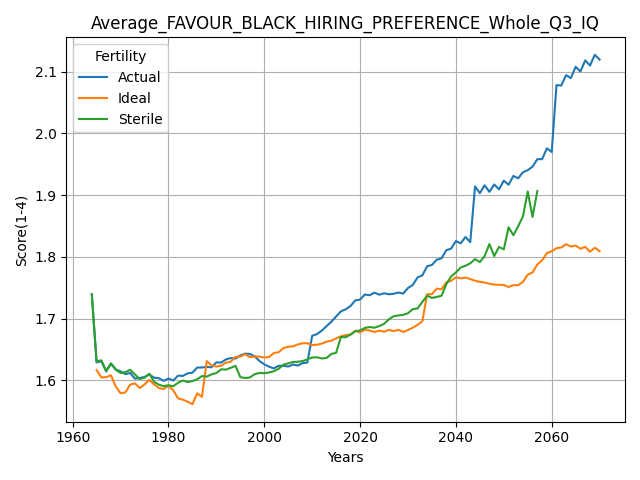 Average_FAVOUR_BLACK_HIRING_PREFERENCE_Whole_Q3_IQ
Fertility
Actual
Ideal
Sterile
Score(1-4)
2.1
2.0
1.9
1.8
1.7
1.6
1960
1980
2000
2020
2040
2060
Years